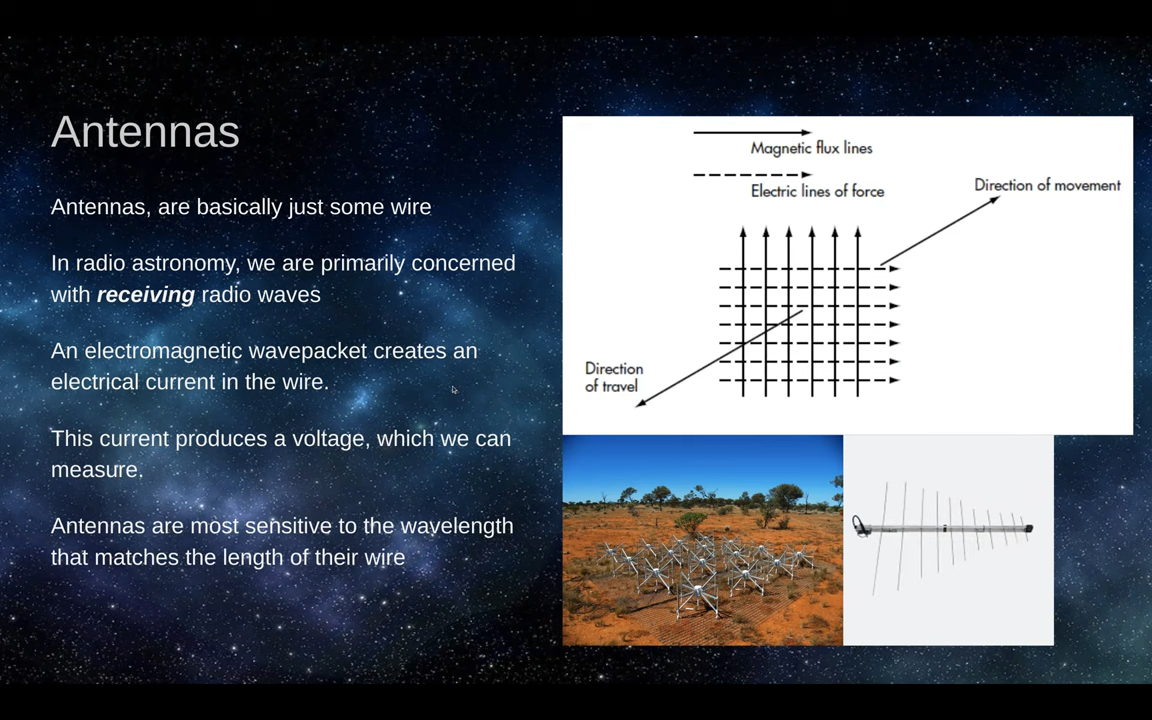 Antennas
Antennas, are basically just some wire
In radio astronomy, we are primarily concerned
with receiving radio waves
An electromagnetic wavepacket creates an
electrical current in the wire.
This current produces a voltage, which we can
measure.
Antennas are most sensitive to the wavelength
that matches the length of their wire
Magnetic flux lines
Electric lines of force
Direction of movement
Direction
of travel